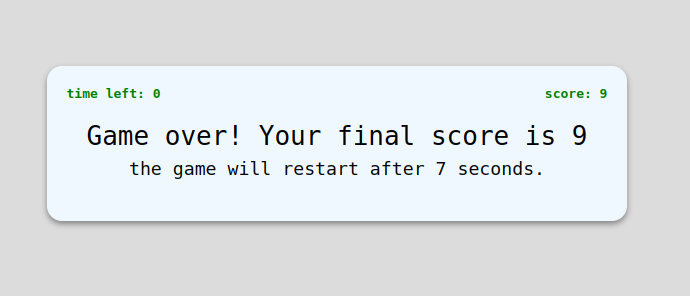 time left: 0
score: 9
Game over! Your final score is 9
the game will restart after 7 seconds.